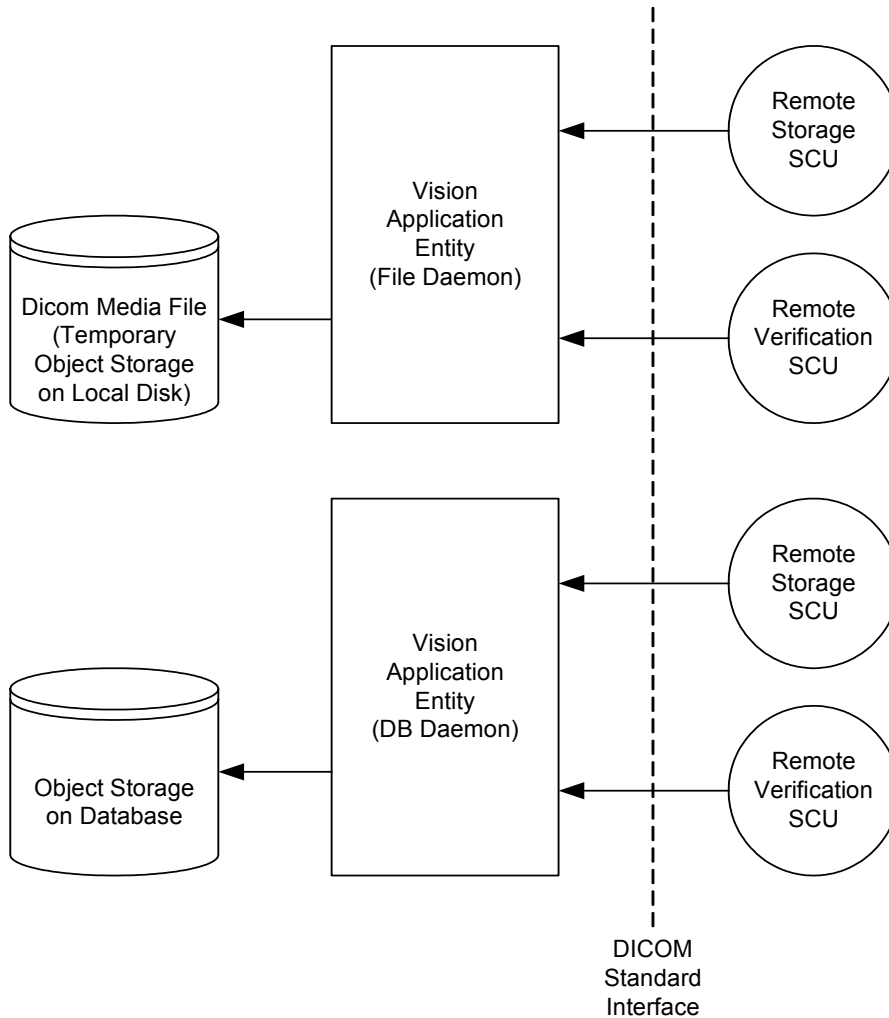 Remote
Storage
SCU
Vision
Application
Entity
(File Daemon)
Dicom Media File
(Temporary
Object Storage
on Local Disk)
Remote
Verification
SCU
Remote
Storage
SCU
Vision
Application
Entity
(DB Daemon)
Object Storage
on Database
Remote
Verification
SCU
DICOM
Standard
Interface